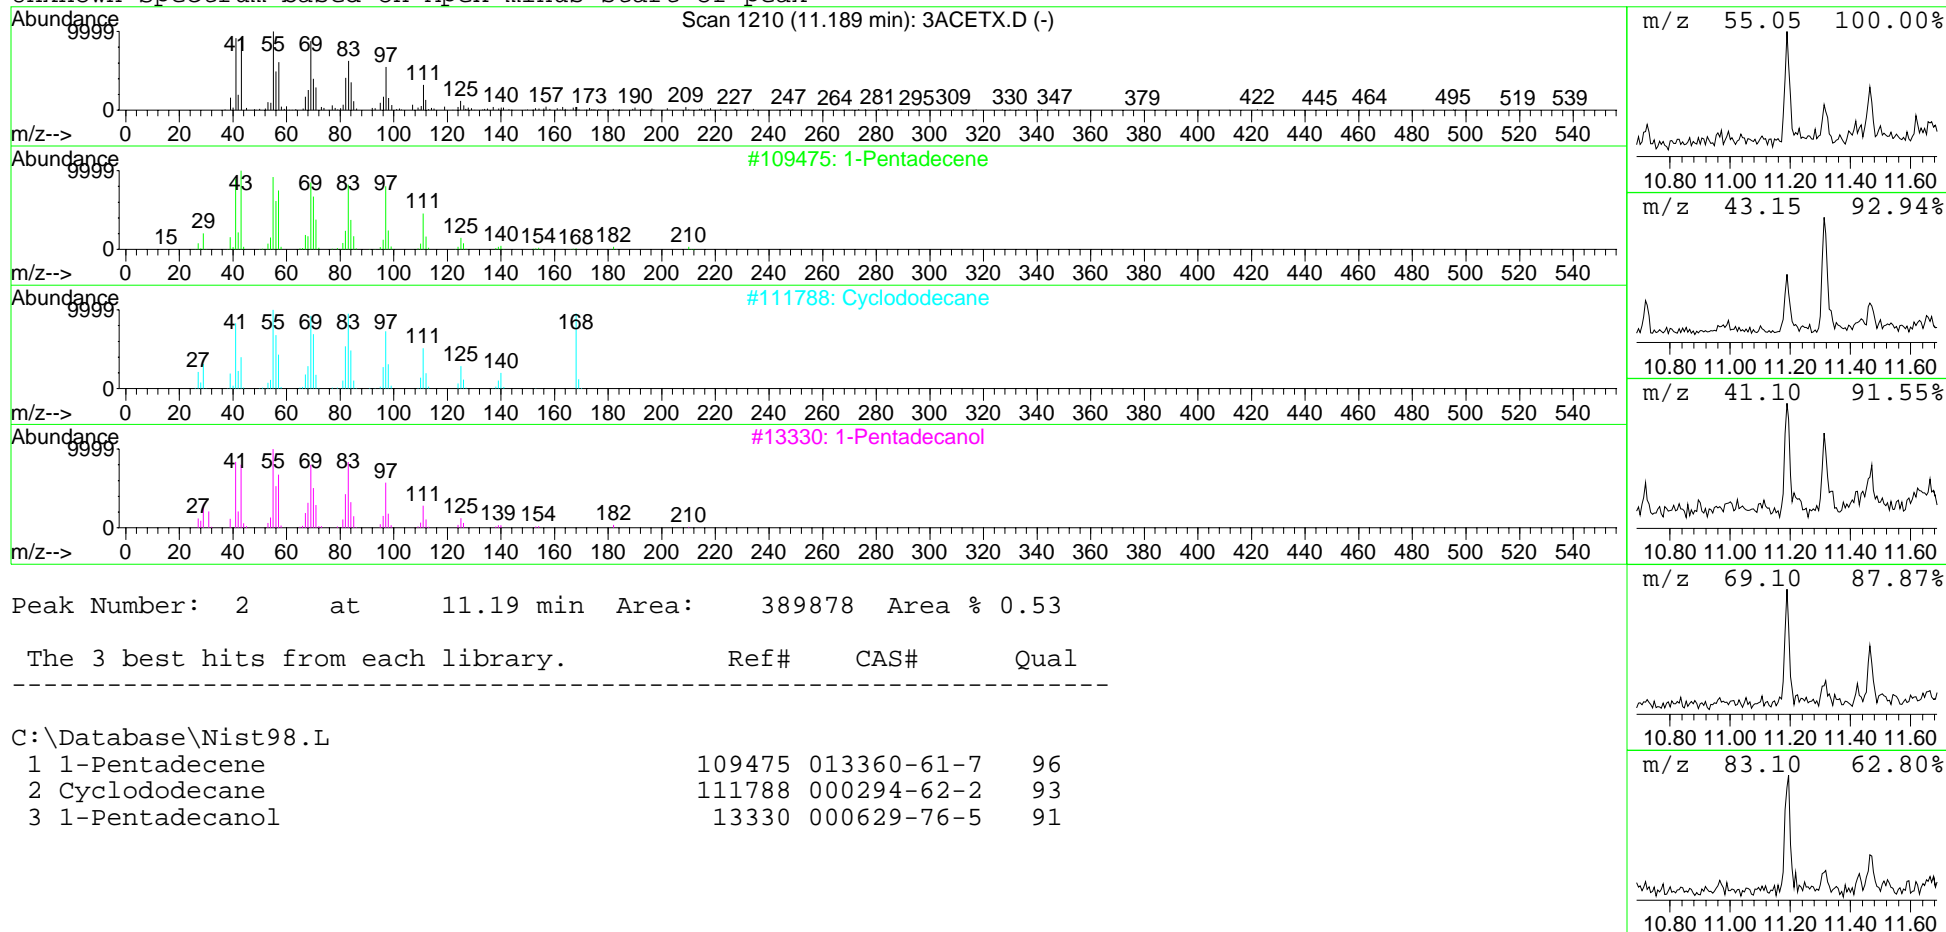 Unknown Spectrum based on Apex minus start of peak
Abundance
Scan 1210 (11.189 min): 3ACETX.D (-)
9999
41 55 69 83 97 111 125 140 157 173 190 209 227 247 264 281 295 309 330 347 379 422 445 464 495 519 539
0
0 20 40 60 80 100 120 140 160 180 200 220 240 260 280 300 320 340 360 380 400 420 440 460 480 500 520 540
m/z-->
Abundance
#109475: 1-Pentadecene
9999
15 29 43 69 83 97 111 125 140 154 168 182 210
0
0 20 40 60 80 100 120 140 160 180 200 220 240 260 280 300 320 340 360 380 400 420 440 460 480 500 520 540
m/z-->
Abundance
#111788: Cyclododecane
9999
27 41 55 69 83 97 111 125 140 168
0
0 20 40 60 80 100 120 140 160 180 200 220 240 260 280 300 320 340 360 380 400 420 440 460 480 500 520 540
m/z-->
Abundance
#13330: 1-Pentadecanol
9999
27 41 55 69 83 97 111 125 139 154 182 210
0
0 20 40 60 80 100 120 140 160 180 200 220 240 260 280 300 320 340 360 380 400 420 440 460 480 500 520 540
m/z-->
m/z 55.05 100.00%
10.80 11.00 11.20 11.40 11.60
m/z 43.15 92.94%
10.80 11.00 11.20 11.40 11.60
m/z 41.10 91.55%
10.80 11.00 11.20 11.40 11.60
m/z 69.10 87.87%
10.80 11.00 11.20 11.40 11.60
m/z 83.10 62.80%
10.80 11.00 11.20 11.40 11.60
Peak Number: 2 at 11.19 min Area: 389878 Area % 0.53
The 3 best hits from each library. Ref# CAS# Qual
---------------------------------------------------------------------
C:\Database\Nist98.L
1 1-Pentadecene 109475 013360-61-7 96
2 Cyclododecane 111788 000294-62-2 93
3 1-Pentadecanol 13330 000629-76-5 91